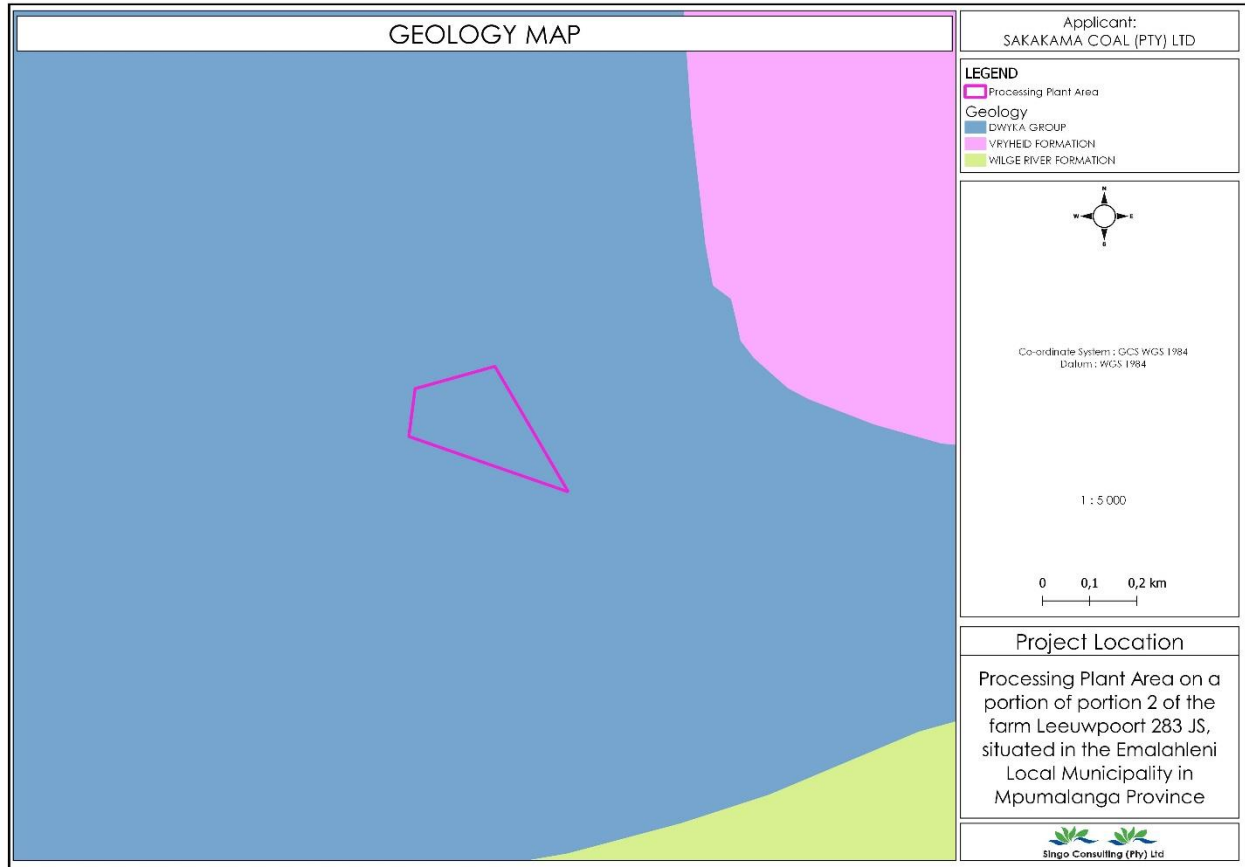 GEOLOGY MAP
Applicant:
SAKAKAMA COAL (PTY) LTD
LEGEND
Processing Plant Area
Geology
DWYKA GROUP
VRYHEID FORMATION
WILGE RIVER FORMATION
N
W E
S
Co-ordinate System : GCS WGS 1984
Datum : WGS 1984
1 : 5 000
0 0,1 0,2 km
Project Location
Processing Plant Area on a
portion of portion 2 of the
farm Leeuwpoort 283 JS,
situated in the Emalahleni
Local Municipality in
Mpumalanga Province
Singo Consulting (Pty) Ltd